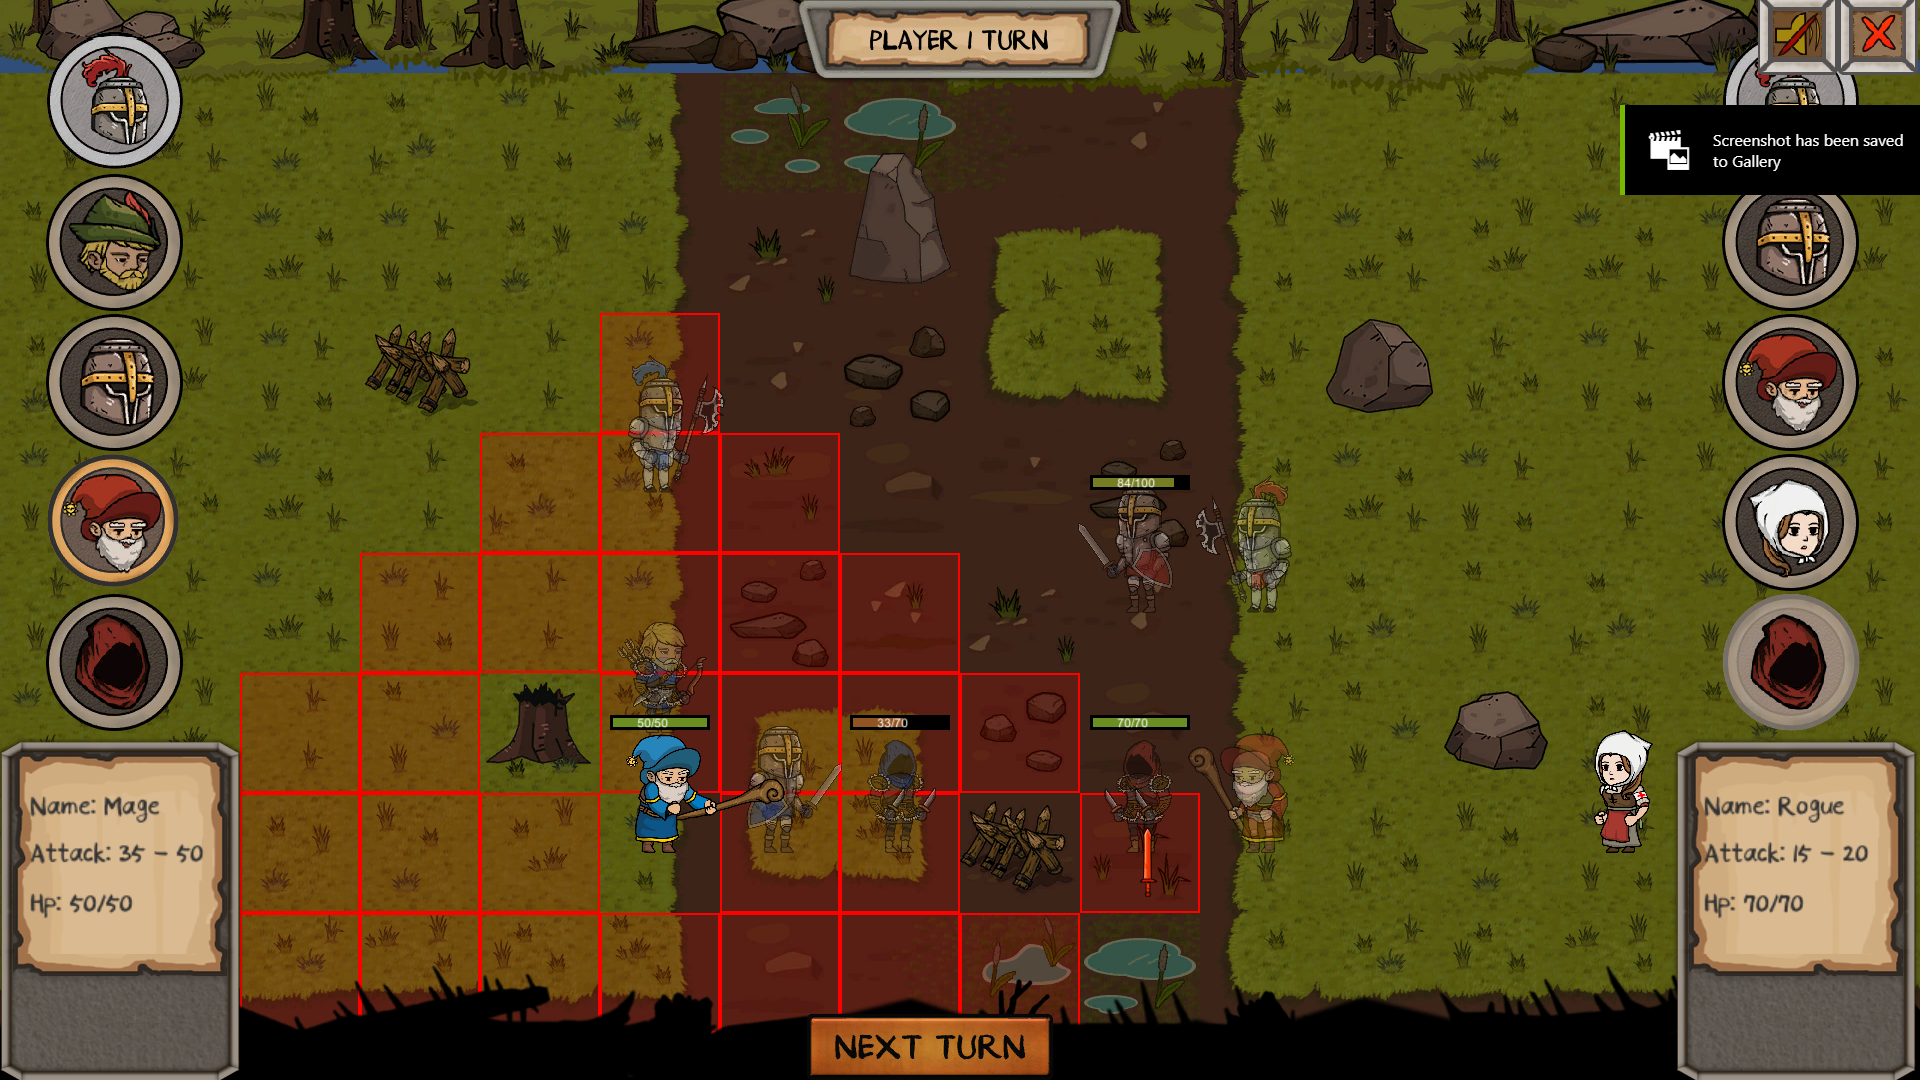 PLAYER 1 TURN
Screenshot has been saved
to Gallery
84/100
50/50
33/70
70/70
Name: Mage
Attack: 35 - 50
Hp: 50/50
Name: Rogue
Attack: 15 - 20
Hp: 70/70
NEXT TURN